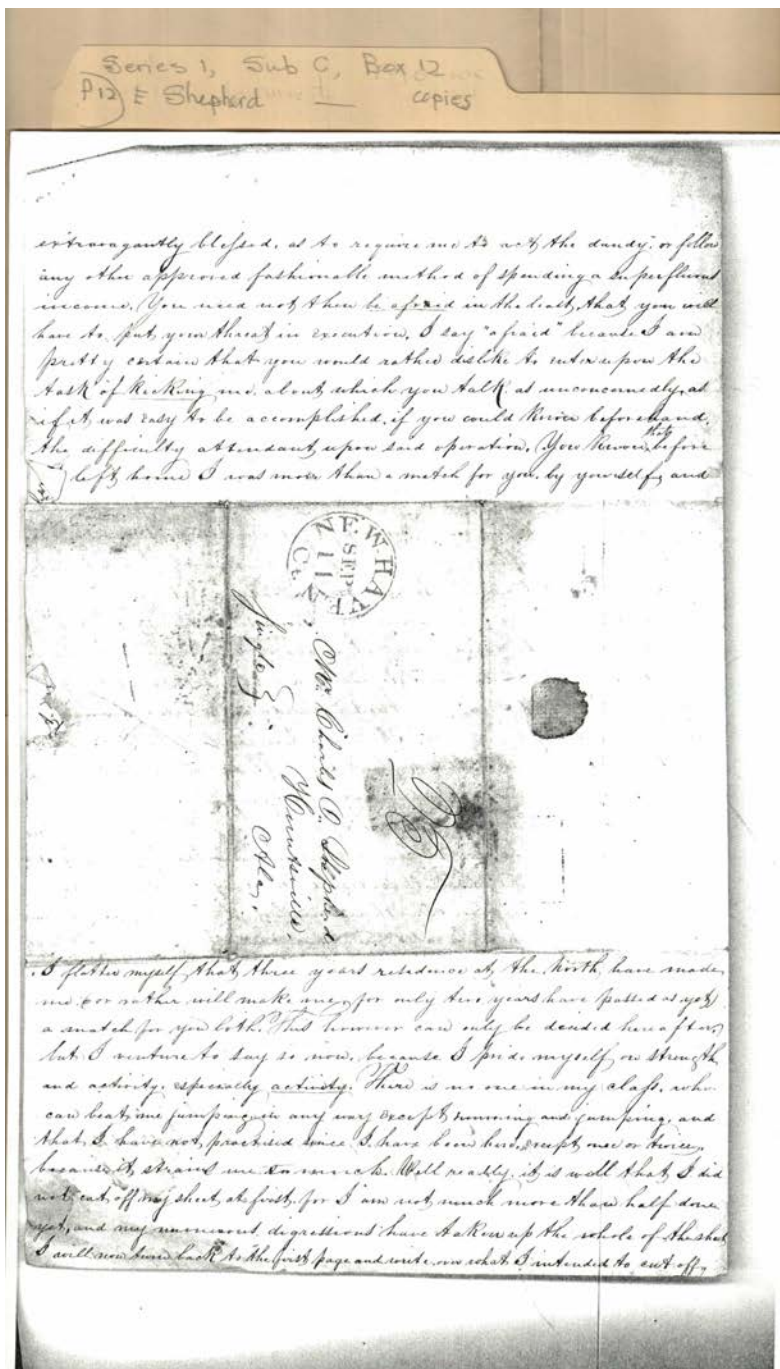 Series 1, Sub C, Box 12
P12 E Shepherd — copies
extravagantly blessed, as to require me to act the dandy, or follow
any other approved fashionable method of spending a superfluous
income. You need not then be afraid in the least, that you will
have to put your threat in execution, I say "afraid" because I am
pretty certain that you would rather dislike to enter upon the
task of kicking me, about which you talk as unconcernedly, as
if it was easy to be accomplished, if you could know beforehand,
the difficulty attendant upon said operation. You know that, before
I left home I was more than a match for you, by yourself, and
NEW HAVEN Ct.
SEP
11
Mr. Charles D. Shepherd
Huntsville.
Ala.
Single
25
I flatter myself, that three years residence at the North, have made
me (or rather will make me, for only two years have passed as yet)
a match for you both. This however can only be decided hereafter,
but I venture to say so now, because I pride myself on strength
and activity, especially activity. There is no one in my class, who
can beat me jumping in any way except running and jumping, and
that I have not practised since I have been here, except once or twice,
because it strains me so much. Well really, it is well that I did
not cut off my sheet at first, for I am not much more than half done
yet, and my numerous digressions have taken up the whole of the sheet
I will now turn back to the first page and write on what I intended to cut off,